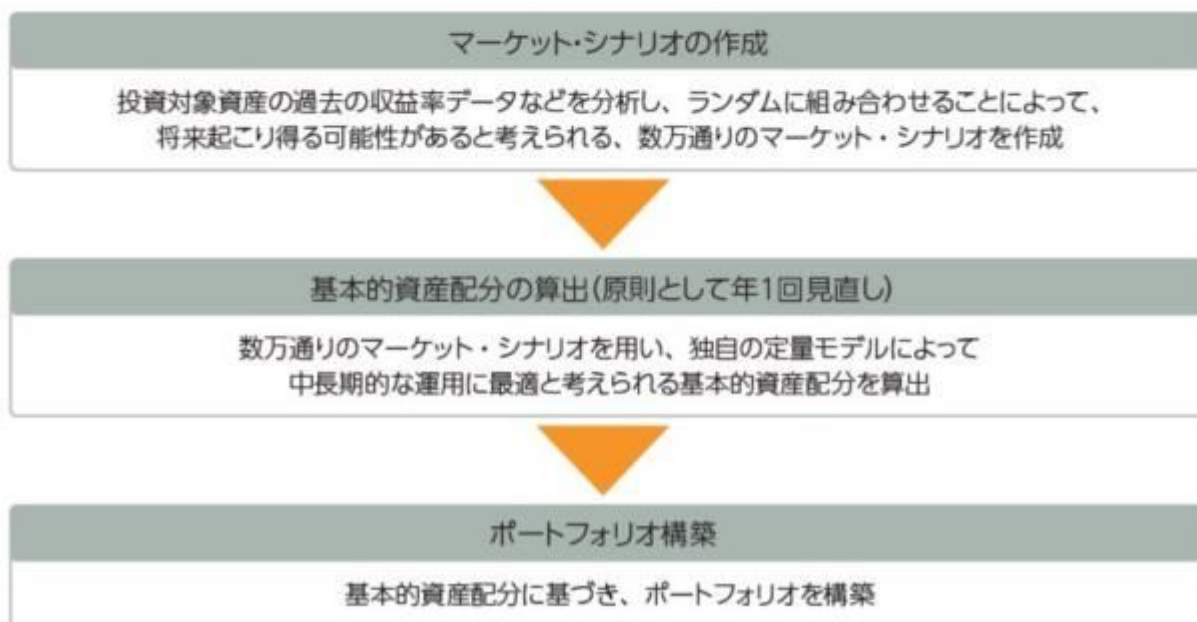 マーケット・シナリオの作成
投資対象資産の過去の収益率データなどを分析し、ランダムに組み合わせることによって、
将来起こり得る可能性があると考えられる、数万通りのマーケット・シナリオを作成
基本的資産配分の算出(原則として年1回見直し)
数万通りのマーケット・シナリオを用い、独自の定量モデルによって
中長期的な運用に最適と考えられる基本的資産配分を算出
ポートフォリオ構築
基本的資産配分に基づき、ポートフォリオを構築